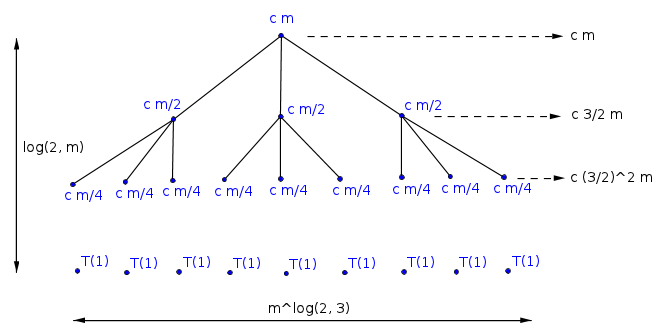 c m
c m
c m/2
c m/2
c m/2
c 3/2 m
log(2, m)
c m/4
c m/4
c m/4
c m/4
c m/4
c m/4
c m/4
c m/4
c m/4
c (3/2)^2 m
T(1)
T(1)
T(1)
T(1)
T(1)
T(1)
T(1)
T(1)
T(1)
m^log(2, 3)